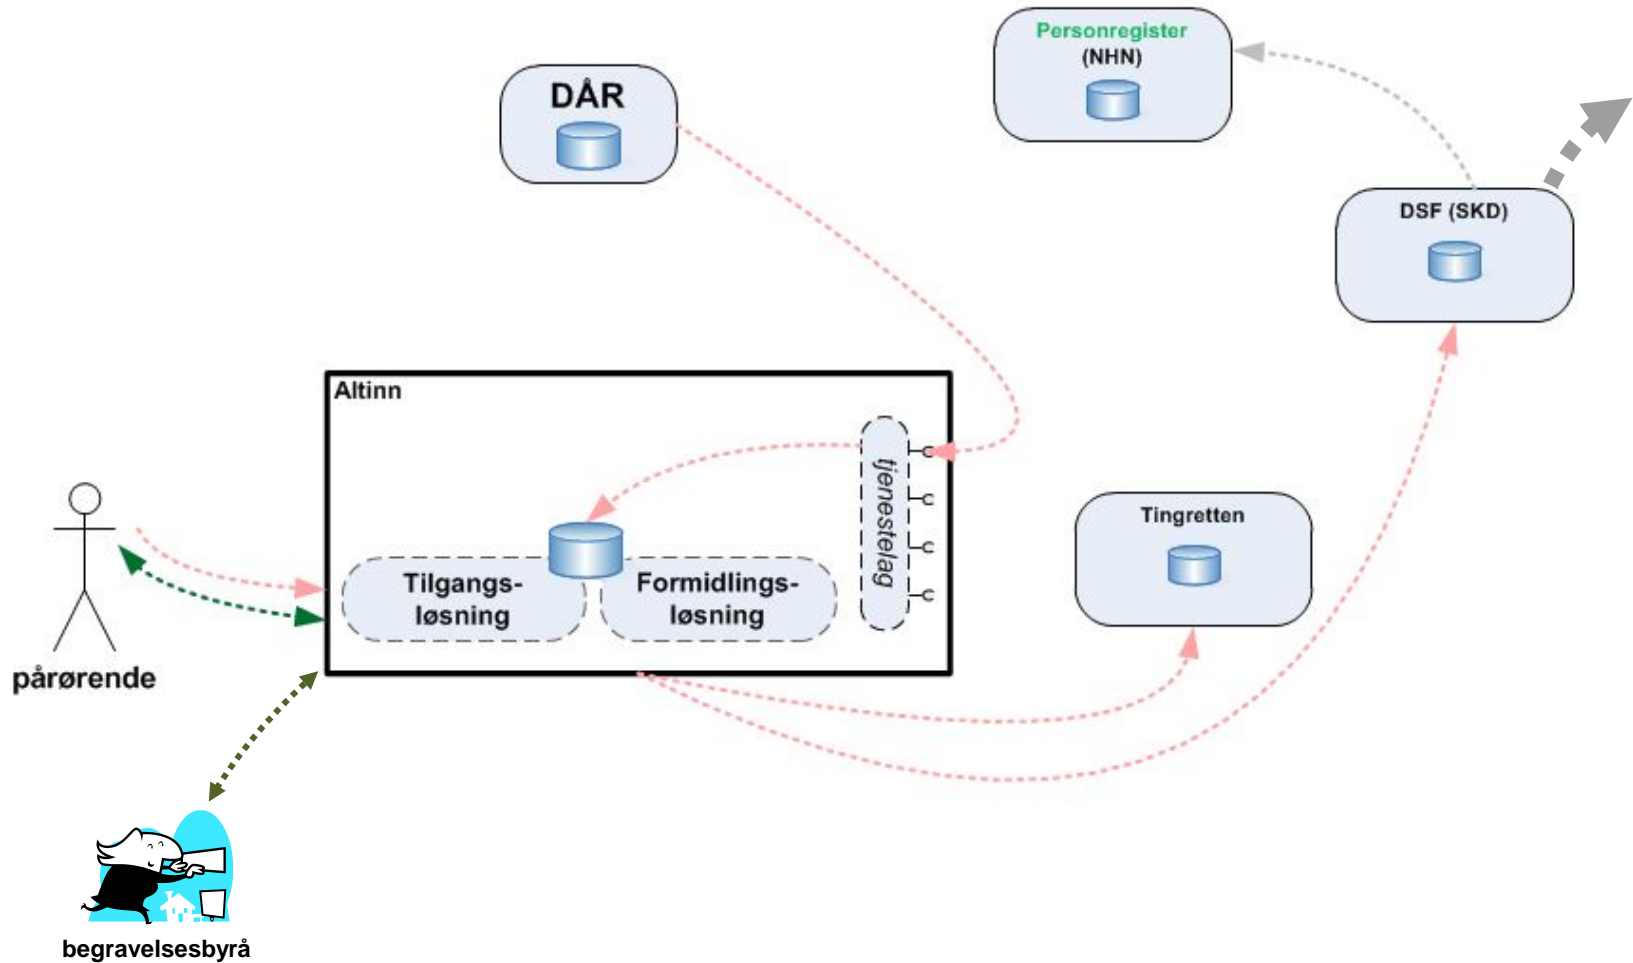 Personregister
(NHN)
DÅR
DSF (SKD)
Altinn
tjenestelag
C
C
C
C
Tingretten
Tilgangs-
løsning
Formidlings-
løsning
pårørende
begravelsesbyrå